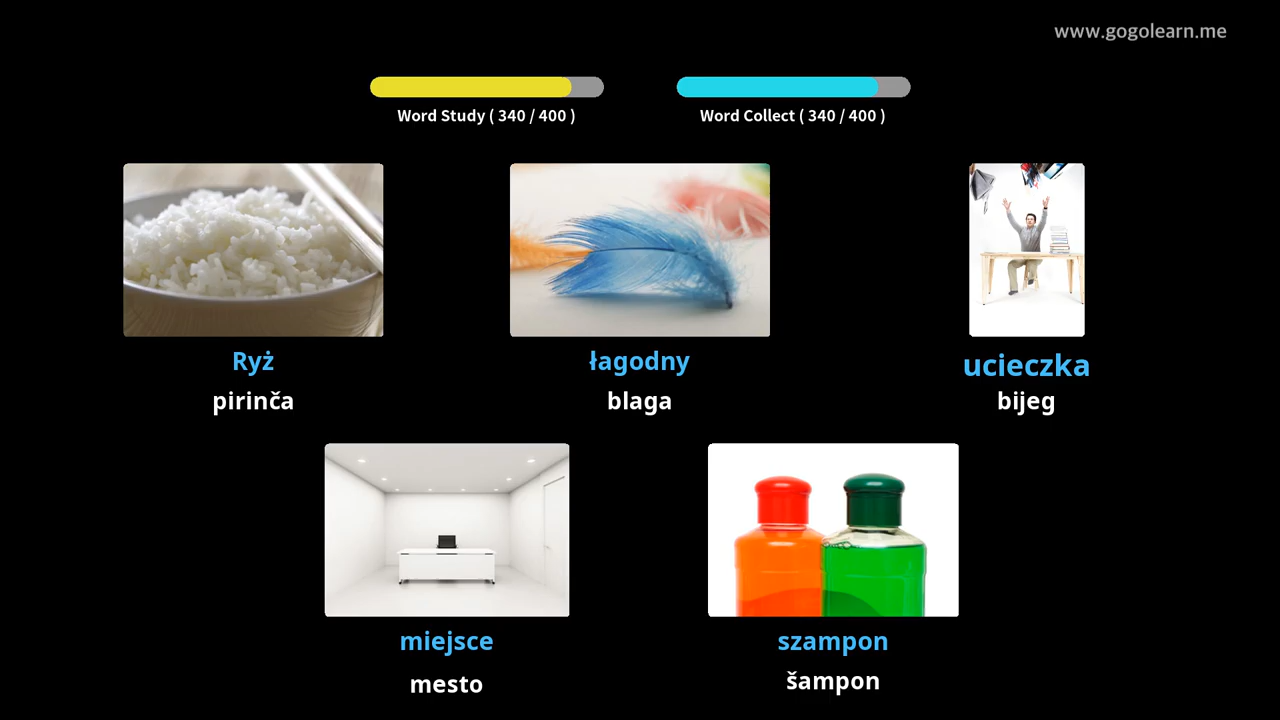 www.gogolearn.me
Word Study ( 340 / 400 )
Word Collect ( 340 / 400 )
Ryż
pirinča
łagodny
blaga
ucieczka
bijeg
miejsce
mesto
szampon
šampon